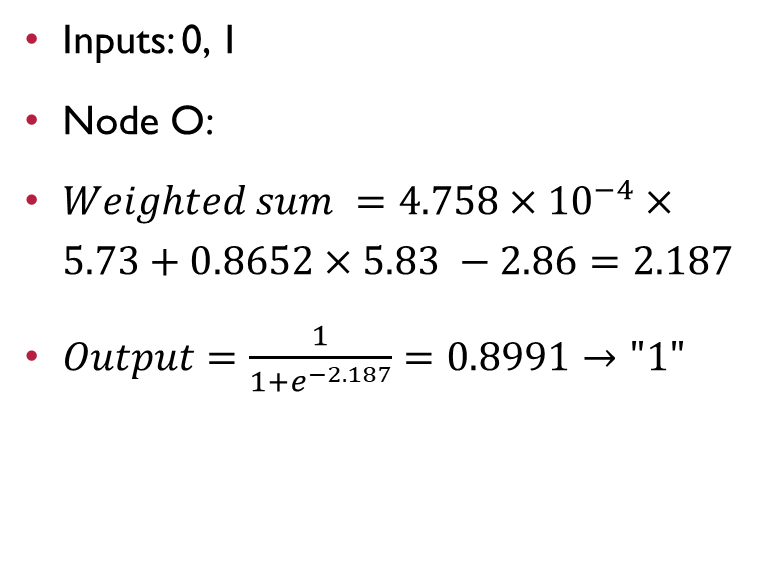 • Inputs: 0, 1
• Node O:
• Weighted sum = 4.758 × 10⁻⁴ ×
5.73 + 0.8652 × 5.83 − 2.86 = 2.187
• Output = 1/(1+e⁻²·¹⁸⁷) = 0.8991 → "1"